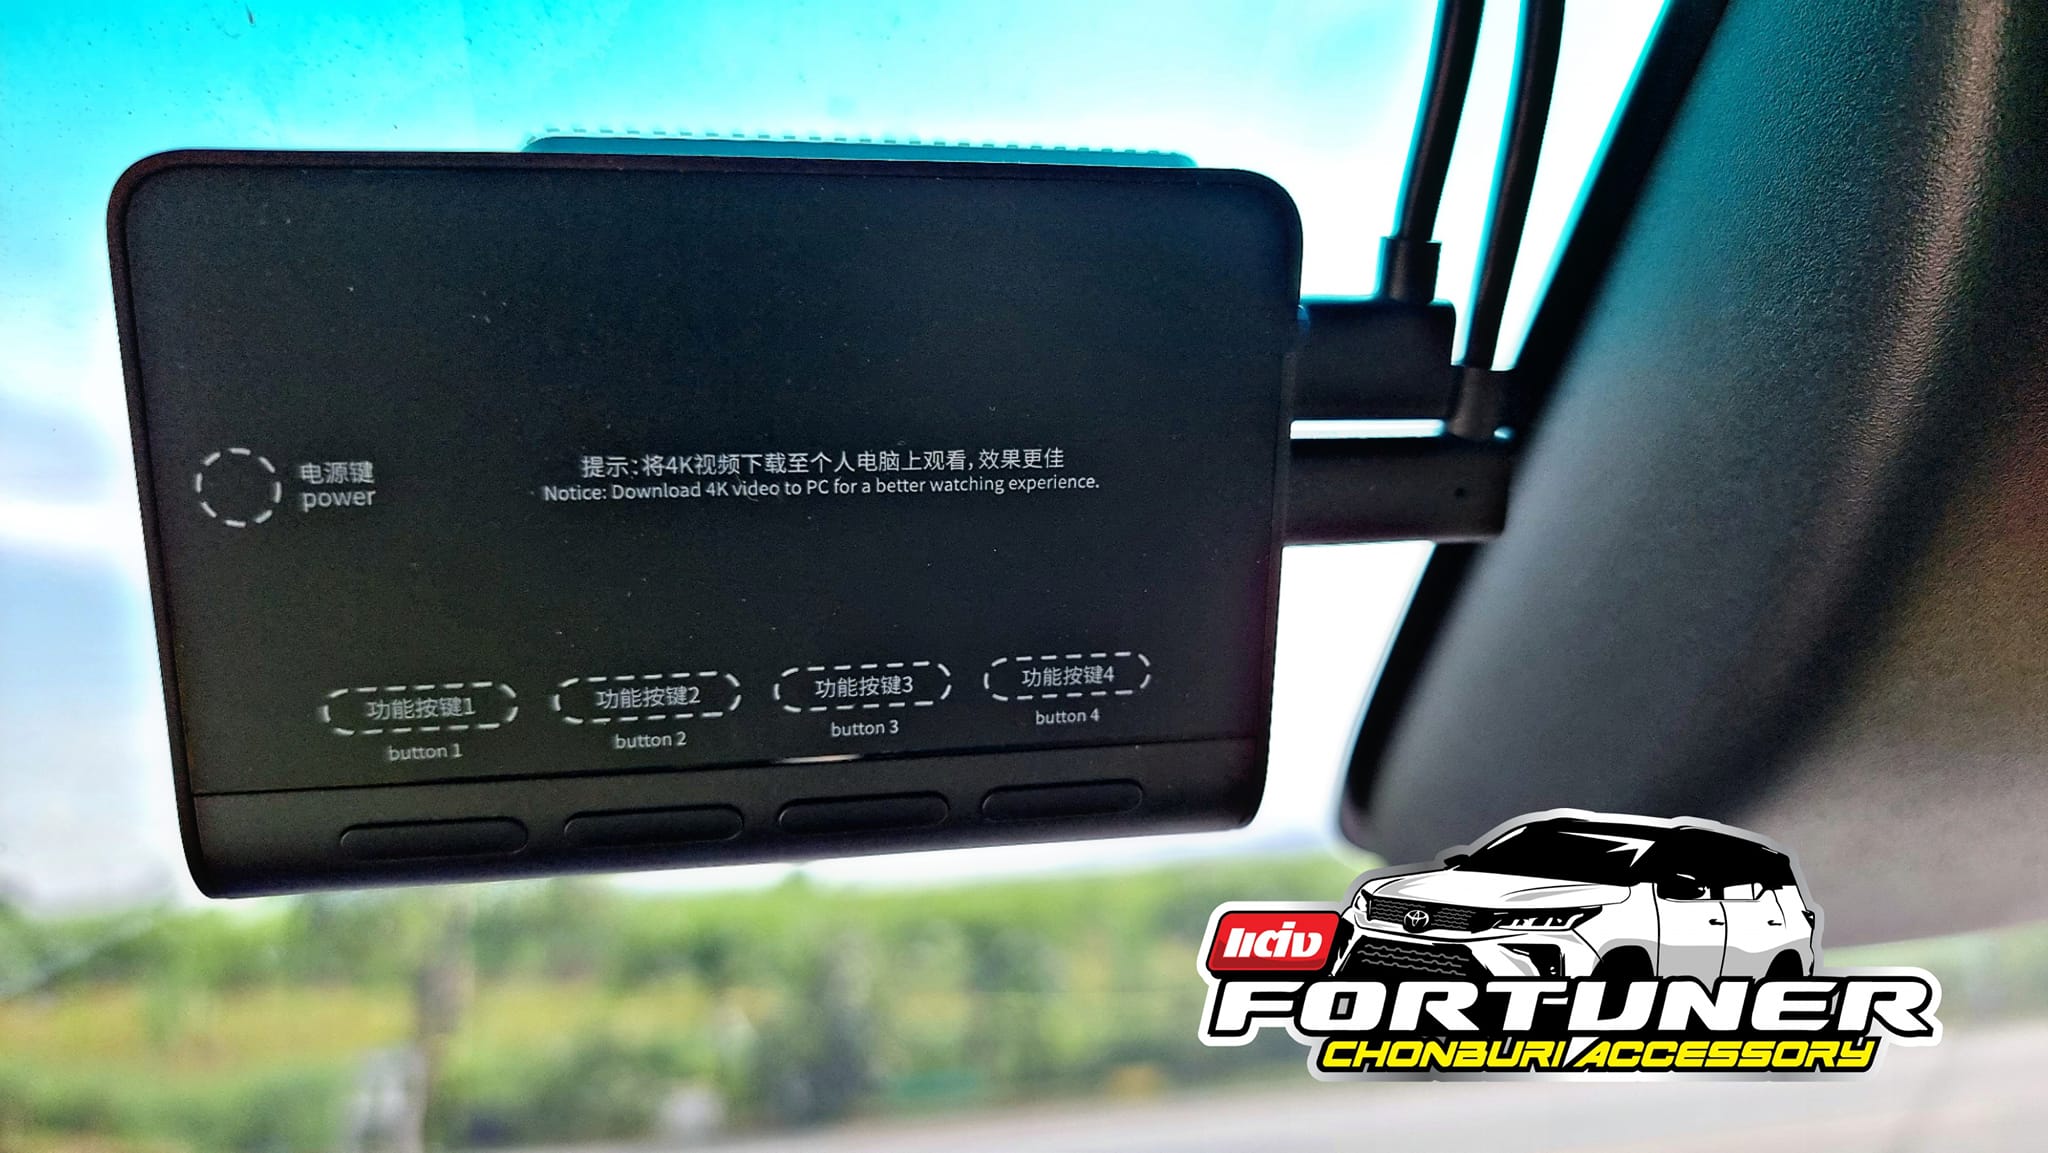 电源键
power
提示:将4K视频下载至个人电脑上观看,效果更佳
Notice: Download 4K video to PC for a better watching experience.
功能按键1
button 1
功能按键2
button 2
功能按键3
button 3
功能按键4
button 4
แต่ง
FORTUNER
CHONBURI ACCESSORY